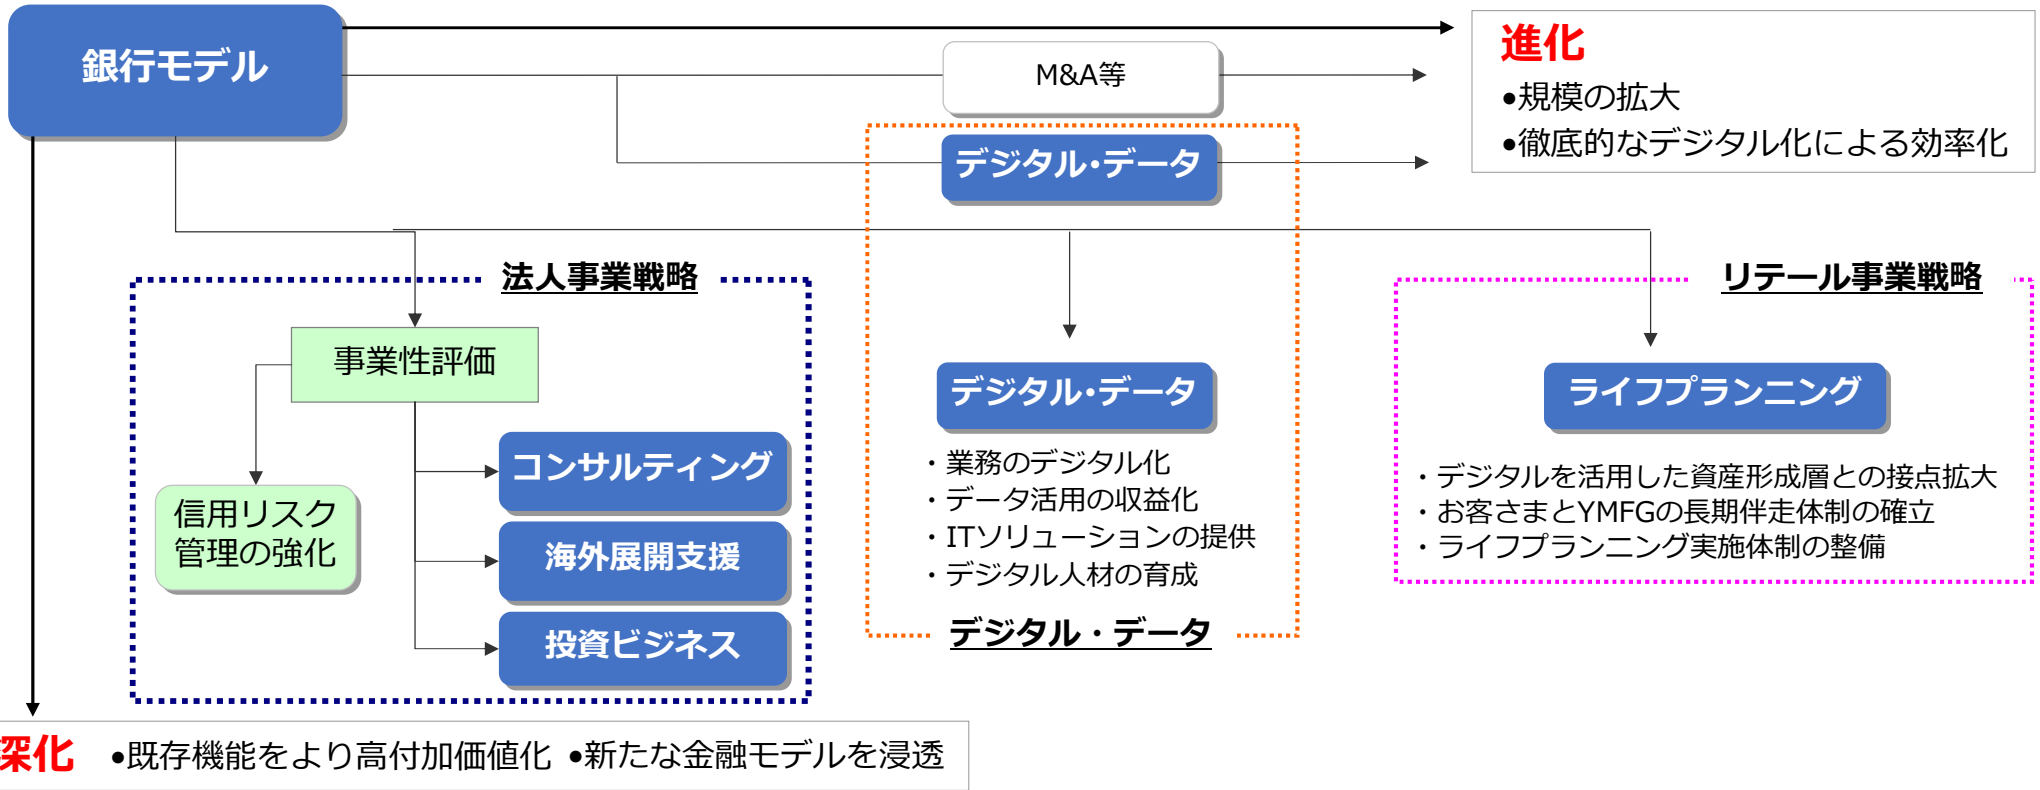 銀行モデル
進化
•規模の拡大
•徹底的なデジタル化による効率化
M&A等
デジタル・データ
法人事業戦略
事業性評価
信用リスク
管理の強化
コンサルティング
海外展開支援
投資ビジネス
デジタル・データ
・業務のデジタル化
・データ活用の収益化
・ITソリューションの提供
・デジタル人材の育成
デジタル・データ
リテール事業戦略
ライフプランニング
・デジタルを活用した資産形成層との接点拡大
・お客さまとYMFGの長期伴走体制の確立
・ライフプランニング実施体制の整備
深化 •既存機能をより高付加価値化 •新たな金融モデルを浸透